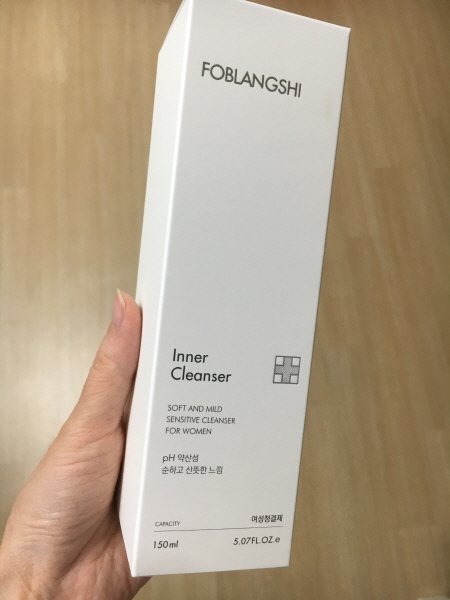 FOBLANGSHI
Inner
Cleanser
SOFT AND MILD
SENSITIVE CLEANSER
FOR WOMEN
pH 약산성
순하고 산뜻한 느낌
CAPACITY
여성청결제
150ml
5.07FL.OZ.e